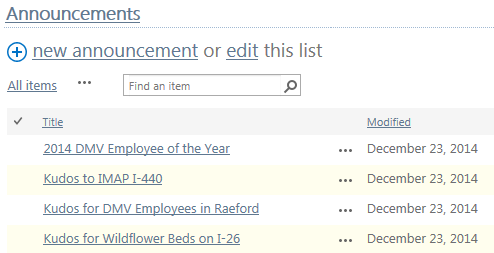 Announcements
new announcement or edit this list
All items ••• Find an item
✓ Title Modified
2014 DMV Employee of the Year ••• December 23, 2014
Kudos to IMAP I-440 ••• December 23, 2014
Kudos for DMV Employees in Raeford ••• December 23, 2014
Kudos for Wildflower Beds on I-26 ••• December 23, 2014